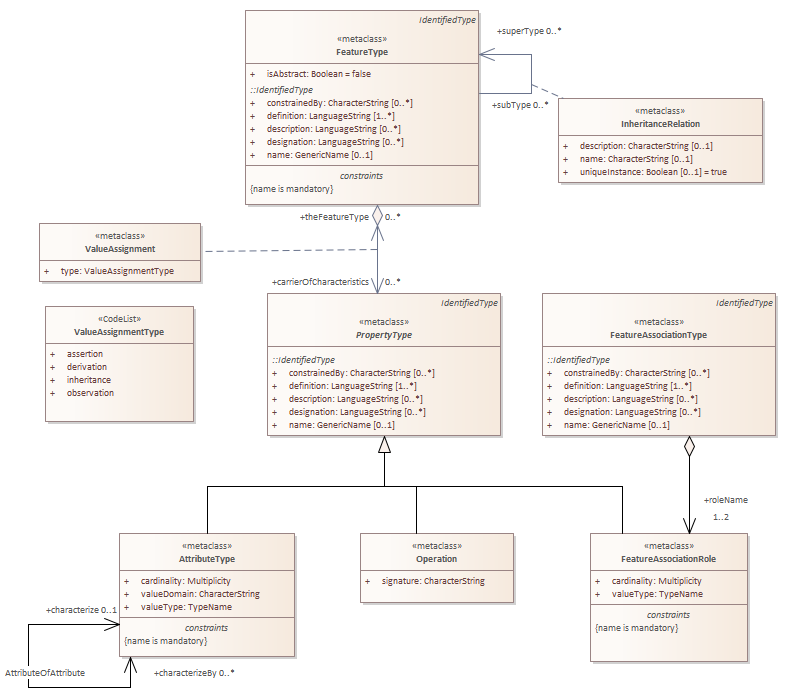 IdentifiedType
«metaclass»
FeatureType
+ isAbstract: Boolean = false
::IdentifiedType
+ constrainedBy: CharacterString [0..*]
+ definition: LanguageString [1..*]
+ description: LanguageString [0..*]
+ designation: LanguageString [0..*]
+ name: GenericName [0..1]
constraints
{name is mandatory}
+superType 0..*
+subType 0..*
«metaclass»
InheritanceRelation
+ description: CharacterString [0..1]
+ name: CharacterString [0..1]
+ uniqueInstance: Boolean [0..1] = true
+theFeatureType 0..*
«metaclass»
ValueAssignment
+ type: ValueAssignmentType
+carrierOfCharacteristics 0..*
«CodeList»
ValueAssignmentType
+ assertion
+ derivation
+ inheritance
+ observation
IdentifiedType
«metaclass»
PropertyType
::IdentifiedType
+ constrainedBy: CharacterString [0..*]
+ definition: LanguageString [1..*]
+ description: LanguageString [0..*]
+ designation: LanguageString [0..*]
+ name: GenericName [0..1]
IdentifiedType
«metaclass»
FeatureAssociationType
::IdentifiedType
+ constrainedBy: CharacterString [0..*]
+ definition: LanguageString [1..*]
+ description: LanguageString [0..*]
+ designation: LanguageString [0..*]
+ name: GenericName [0..1]
+roleName
1..2
«metaclass»
AttributeType
+ cardinality: Multiplicity
+ valueDomain: CharacterString
+ valueType: TypeName
constraints
{name is mandatory}
«metaclass»
Operation
+ signature: CharacterString
«metaclass»
FeatureAssociationRole
+ cardinality: Multiplicity
+ valueType: TypeName
constraints
{name is mandatory}
+characterize 0..1
AttributeOfAttribute
+characterizeBy 0..*